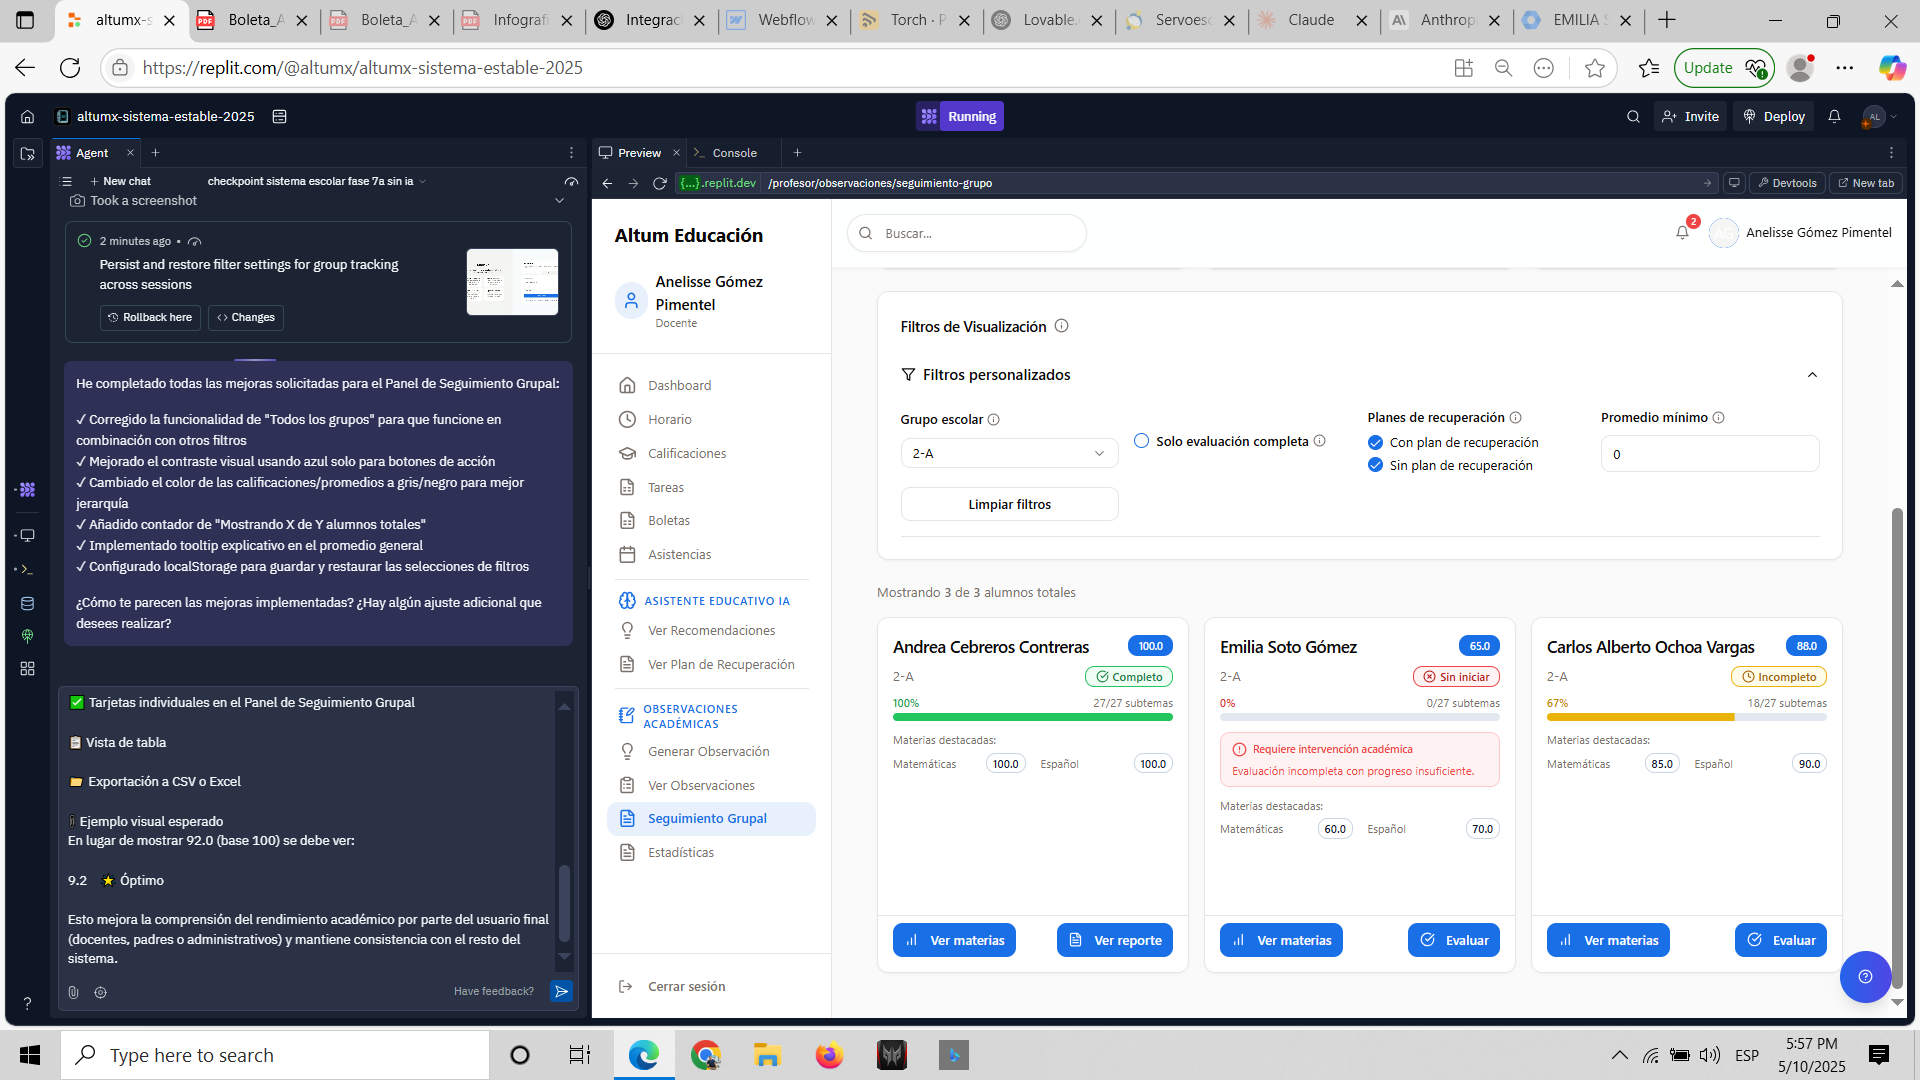 altumx-s
Boleta_A
Boleta_A
Infografi
Integrac
Webflow
Torch · P
Lovable.
Servoes
Claude
Anthrop
EMILIA S
https://replit.com/@altumx/altumx-sistema-estable-2025
Update
altumx-sistema-estable-2025
Running
Invite
Deploy
AL
Agent
Preview
Console
New chat
checkpoint sistema escolar fase 7a sin ia
{...}.replit.dev
/profesor/observaciones/seguimiento-grupo
Devtools
New tab
Took a screenshot
2 minutes ago •
Persist and restore filter settings for group tracking
across sessions
Rollback here
Changes
He completado todas las mejoras solicitadas para el Panel de Seguimiento Grupal:
✓ Corregido la funcionalidad de "Todos los grupos" para que funcione en
combinación con otros filtros
✓ Mejorado el contraste visual usando azul solo para botones de acción
✓ Cambiado el color de las calificaciones/promedios a gris/negro para mejor
jerarquía
✓ Añadido contador de "Mostrando X de Y alumnos totales"
✓ Implementado tooltip explicativo en el promedio general
✓ Configurado localStorage para guardar y restaurar las selecciones de filtros
¿Cómo te parecen las mejoras implementadas? ¿Hay algún ajuste adicional que
desees realizar?
✅ Tarjetas individuales en el Panel de Seguimiento Grupal
📋 Vista de tabla
📂 Exportación a CSV o Excel
Ejemplo visual esperado
En lugar de mostrar 92.0 (base 100) se debe ver:
9.2 ⭐ Óptimo
Esto mejora la comprensión del rendimiento académico por parte del usuario final
(docentes, padres o administrativos) y mantiene consistencia con el resto del
sistema.
Have feedback?
Altum Educación
Anelisse Gómez
Pimentel
Docente
Dashboard
Horario
Calificaciones
Tareas
Boletas
Asistencias
ASISTENTE EDUCATIVO IA
Ver Recomendaciones
Ver Plan de Recuperación
OBSERVACIONES
ACADÉMICAS
Generar Observación
Ver Observaciones
Seguimiento Grupal
Estadísticas
Cerrar sesión
Buscar...
2
Anelisse Gómez Pimentel
Filtros de Visualización
Filtros personalizados
Grupo escolar
2-A
Solo evaluación completa
Planes de recuperación
Con plan de recuperación
Sin plan de recuperación
Promedio mínimo
0
Limpiar filtros
Mostrando 3 de 3 alumnos totales
Andrea Cebreros Contreras
100.0
2-A
Completo
100%
27/27 subtemas
Materias destacadas:
Matemáticas
100.0
Español
100.0
Ver materias
Ver reporte
Emilia Soto Gómez
65.0
2-A
Sin iniciar
0%
0/27 subtemas
Requiere intervención académica
Evaluación incompleta con progreso insuficiente.
Materias destacadas:
Matemáticas
60.0
Español
70.0
Ver materias
Evaluar
Carlos Alberto Ochoa Vargas
88.0
2-A
Incompleto
67%
18/27 subtemas
Materias destacadas:
Matemáticas
85.0
Español
90.0
Ver materias
Evaluar
Type here to search
ESP
5:57 PM
5/10/2025